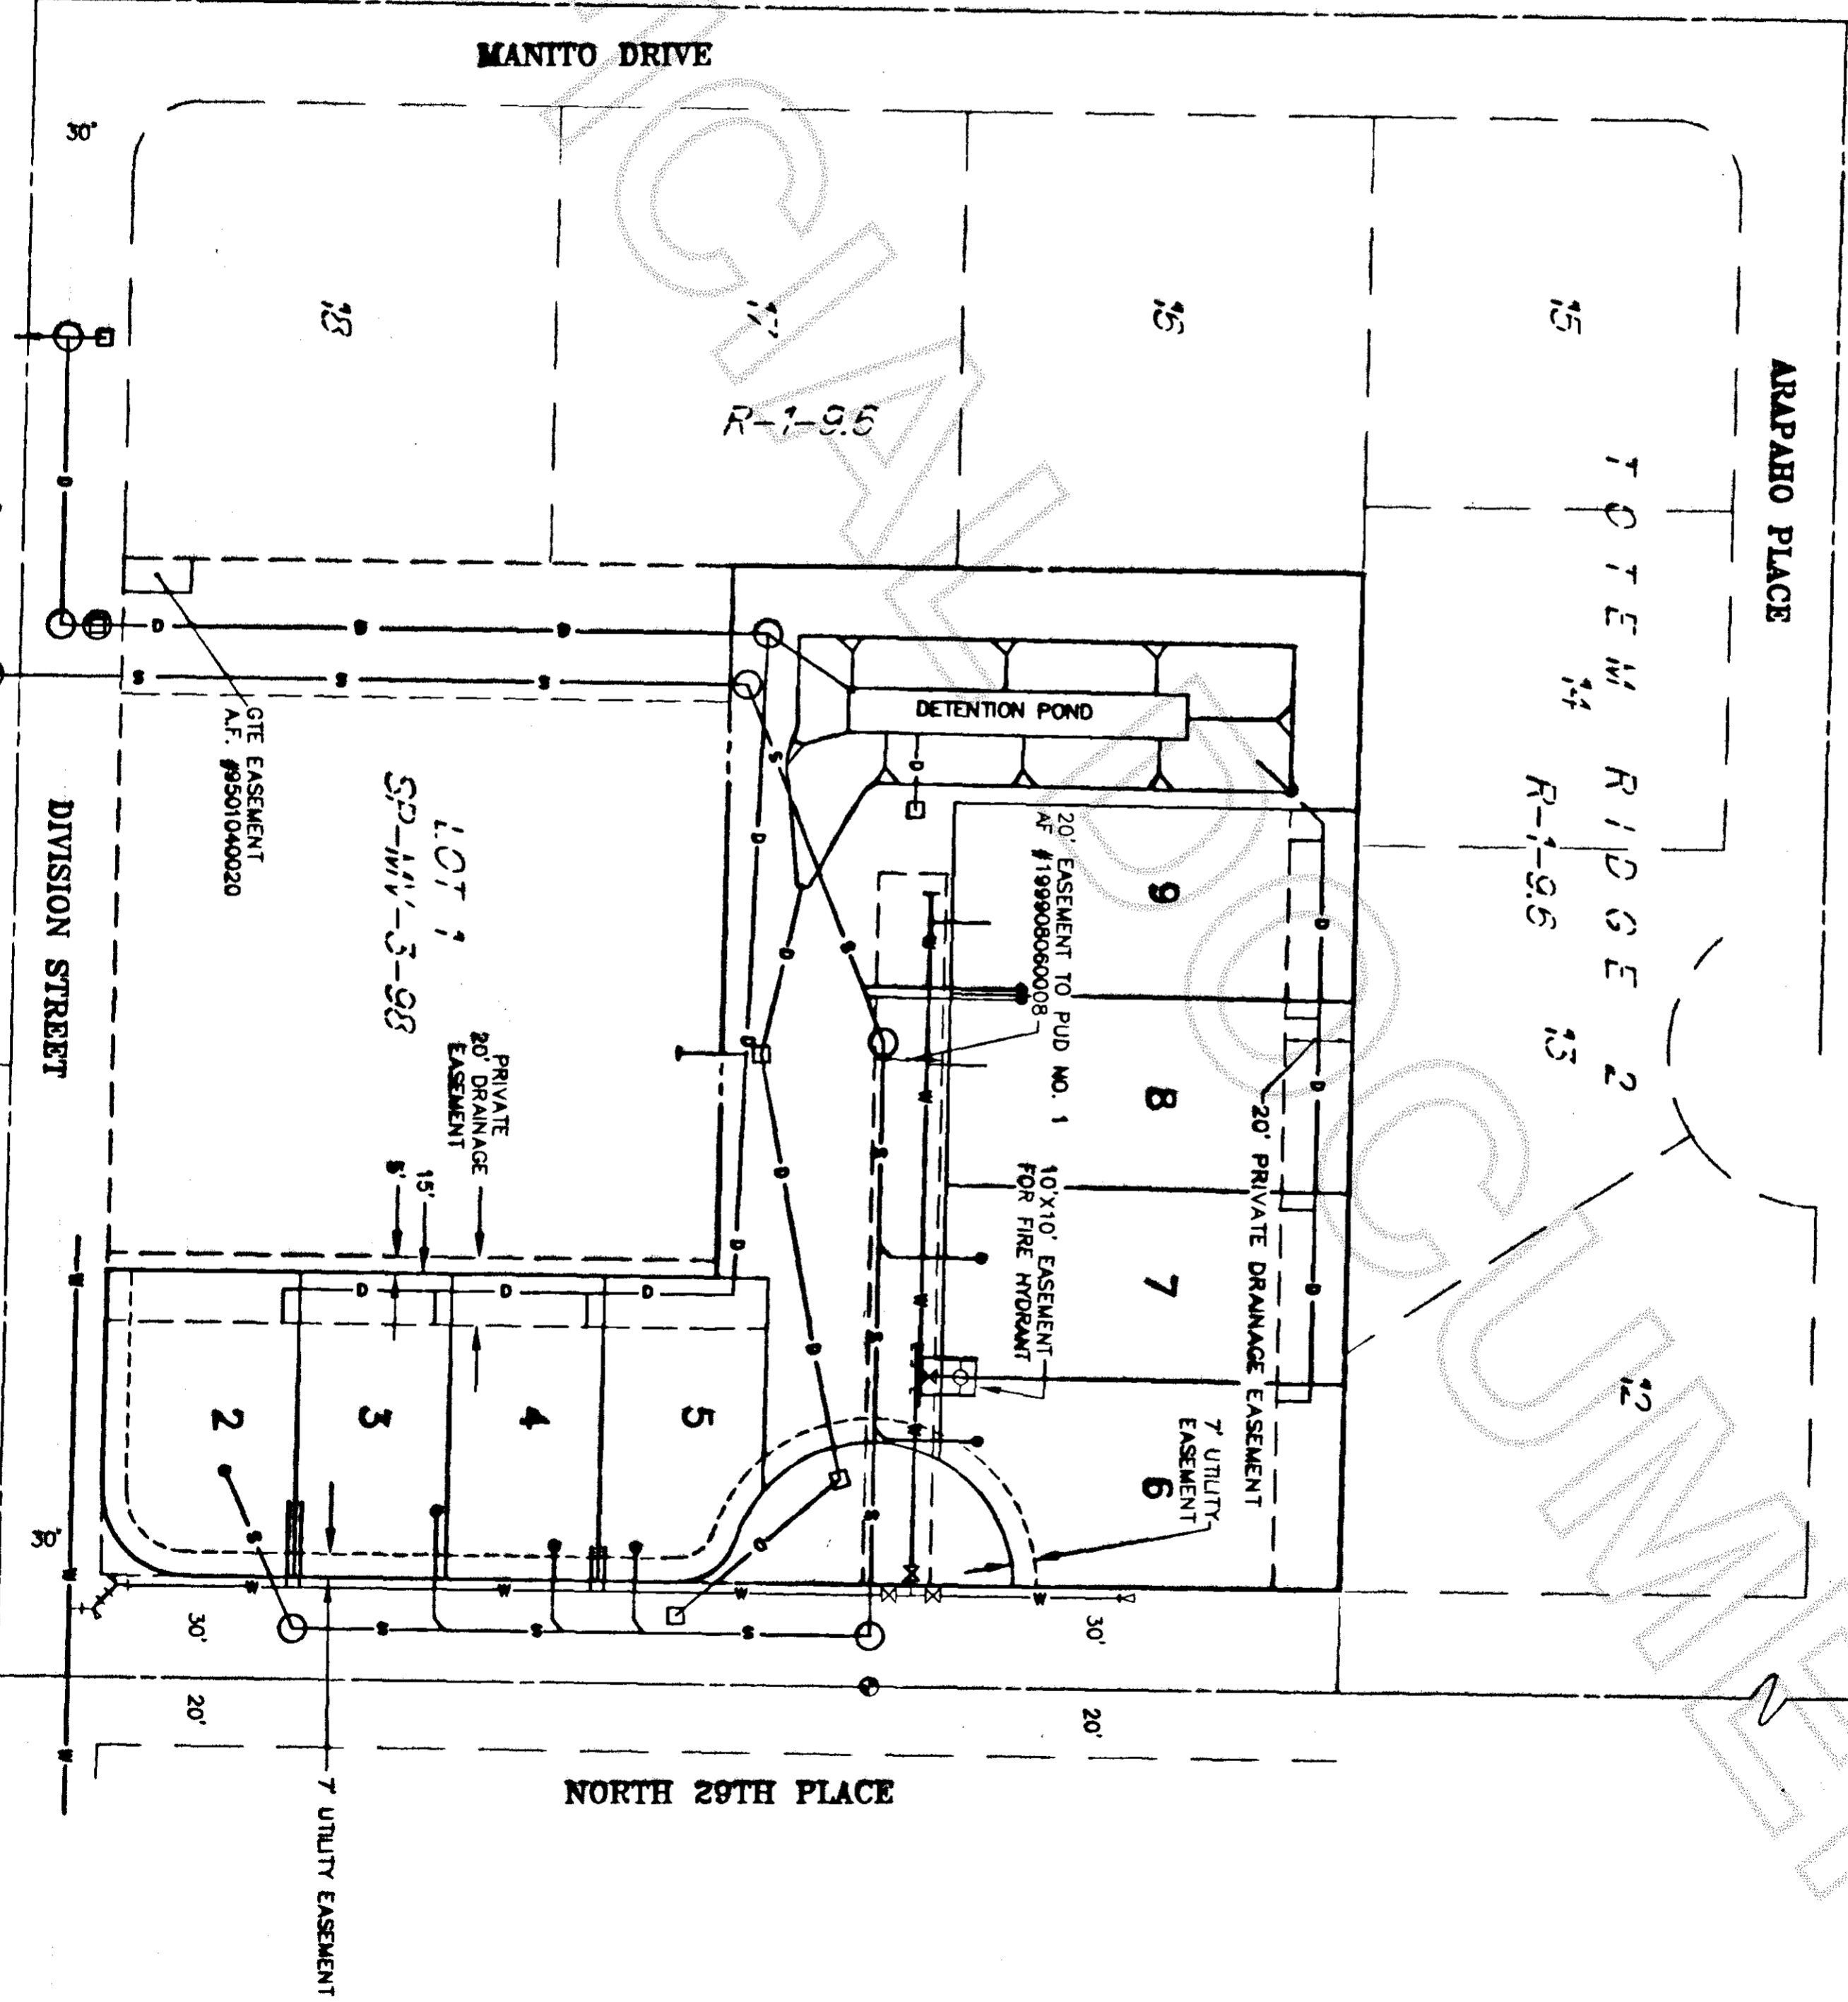 MANITO DRIVE
ARAPAHO PLACE
30'
18
17
16
15
R-1-9.6
TOTEM RIDGE 2
14
R-1-9.6
13
12
DETENTION POND
GTE EASEMENT
A.F. #9501040020
LOT 1
SP-MV-3-98
DIVISION STREET
20' EASEMENT TO PUD NO. 1
AF #199908060008
9
8
7
6
20' PRIVATE DRAINAGE EASEMENT
10'X10' EASEMENT
FOR FIRE HYDRANT
PRIVATE
20' DRAINAGE
EASEMENT
15'
5'
7' UTILITY
EASEMENT
2
3
4
5
30'
30'
30'
20'
20'
NORTH 29TH PLACE
7' UTILITY EASEMENT
D
S
W
DOCUMENT